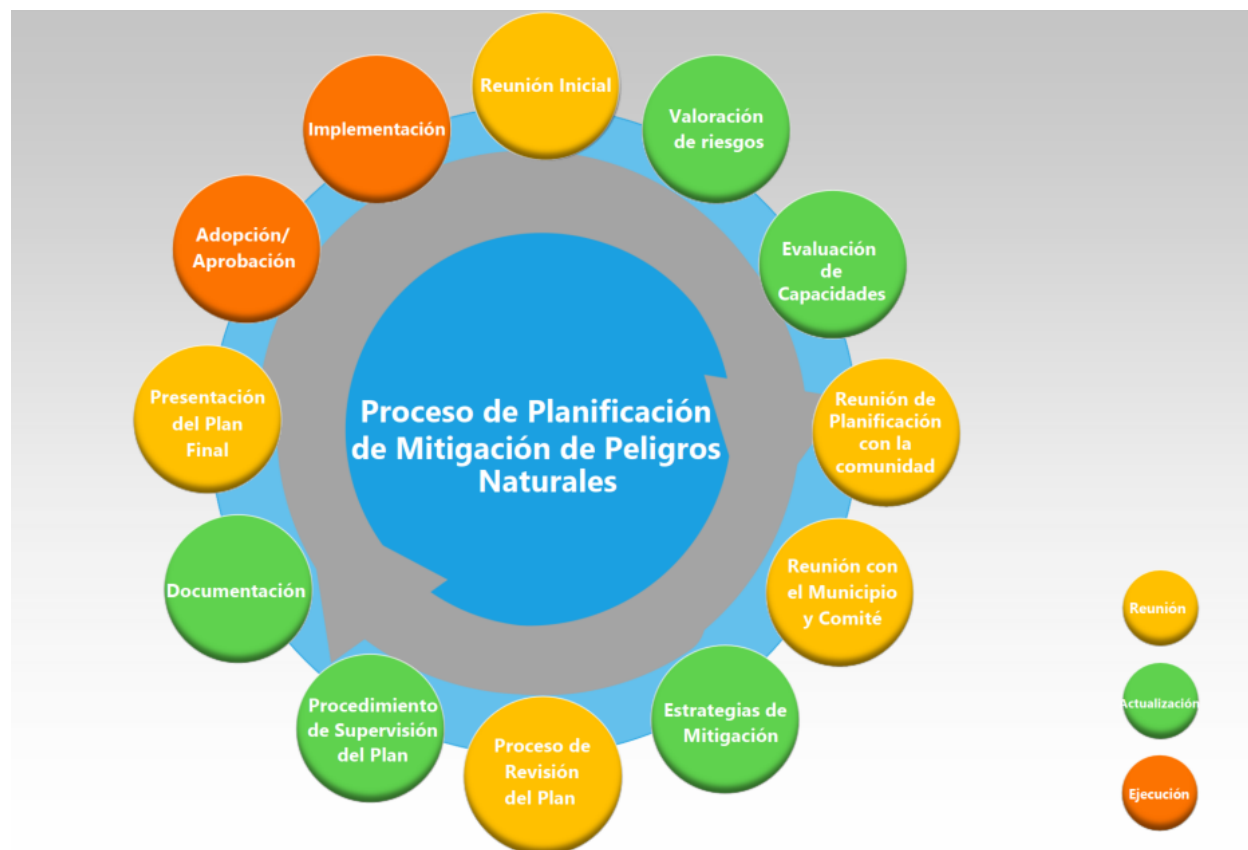 Reunión Inicial
Valoración
de riesgos
Evaluación
de
Capacidades
Reunión de
Planificación
con la
comunidad
Reunión con
el Municipio
y Comité
Estrategias de
Mitigación
Proceso de
Revisión
del Plan
Procedimiento
de Supervisión
del Plan
Documentación
Presentación
del Plan
Final
Adopción/
Aprobación
Implementación
Proceso de Planificación
de Mitigación de Peligros
Naturales
Reunión
Actualización
Ejecución